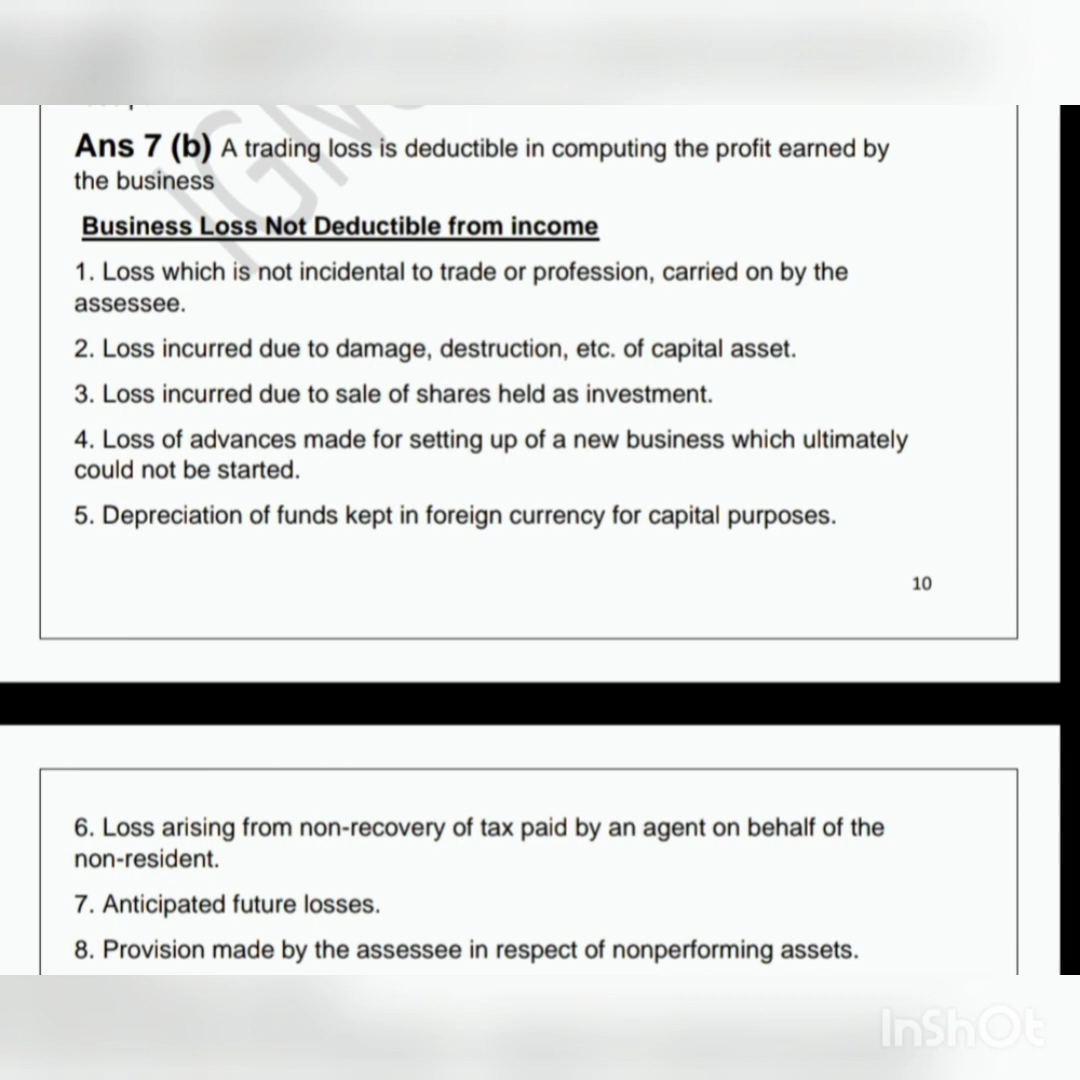 Ans 7 (b) A trading loss is deductible in computing the profit earned by
the business
Business Loss Not Deductible from income
1. Loss which is not incidental to trade or profession, carried on by the
assessee.
2. Loss incurred due to damage, destruction, etc. of capital asset.
3. Loss incurred due to sale of shares held as investment.
4. Loss of advances made for setting up of a new business which ultimately
could not be started.
5. Depreciation of funds kept in foreign currency for capital purposes.
10
6. Loss arising from non-recovery of tax paid by an agent on behalf of the
non-resident.
7. Anticipated future losses.
8. Provision made by the assessee in respect of nonperforming assets.
InShOt